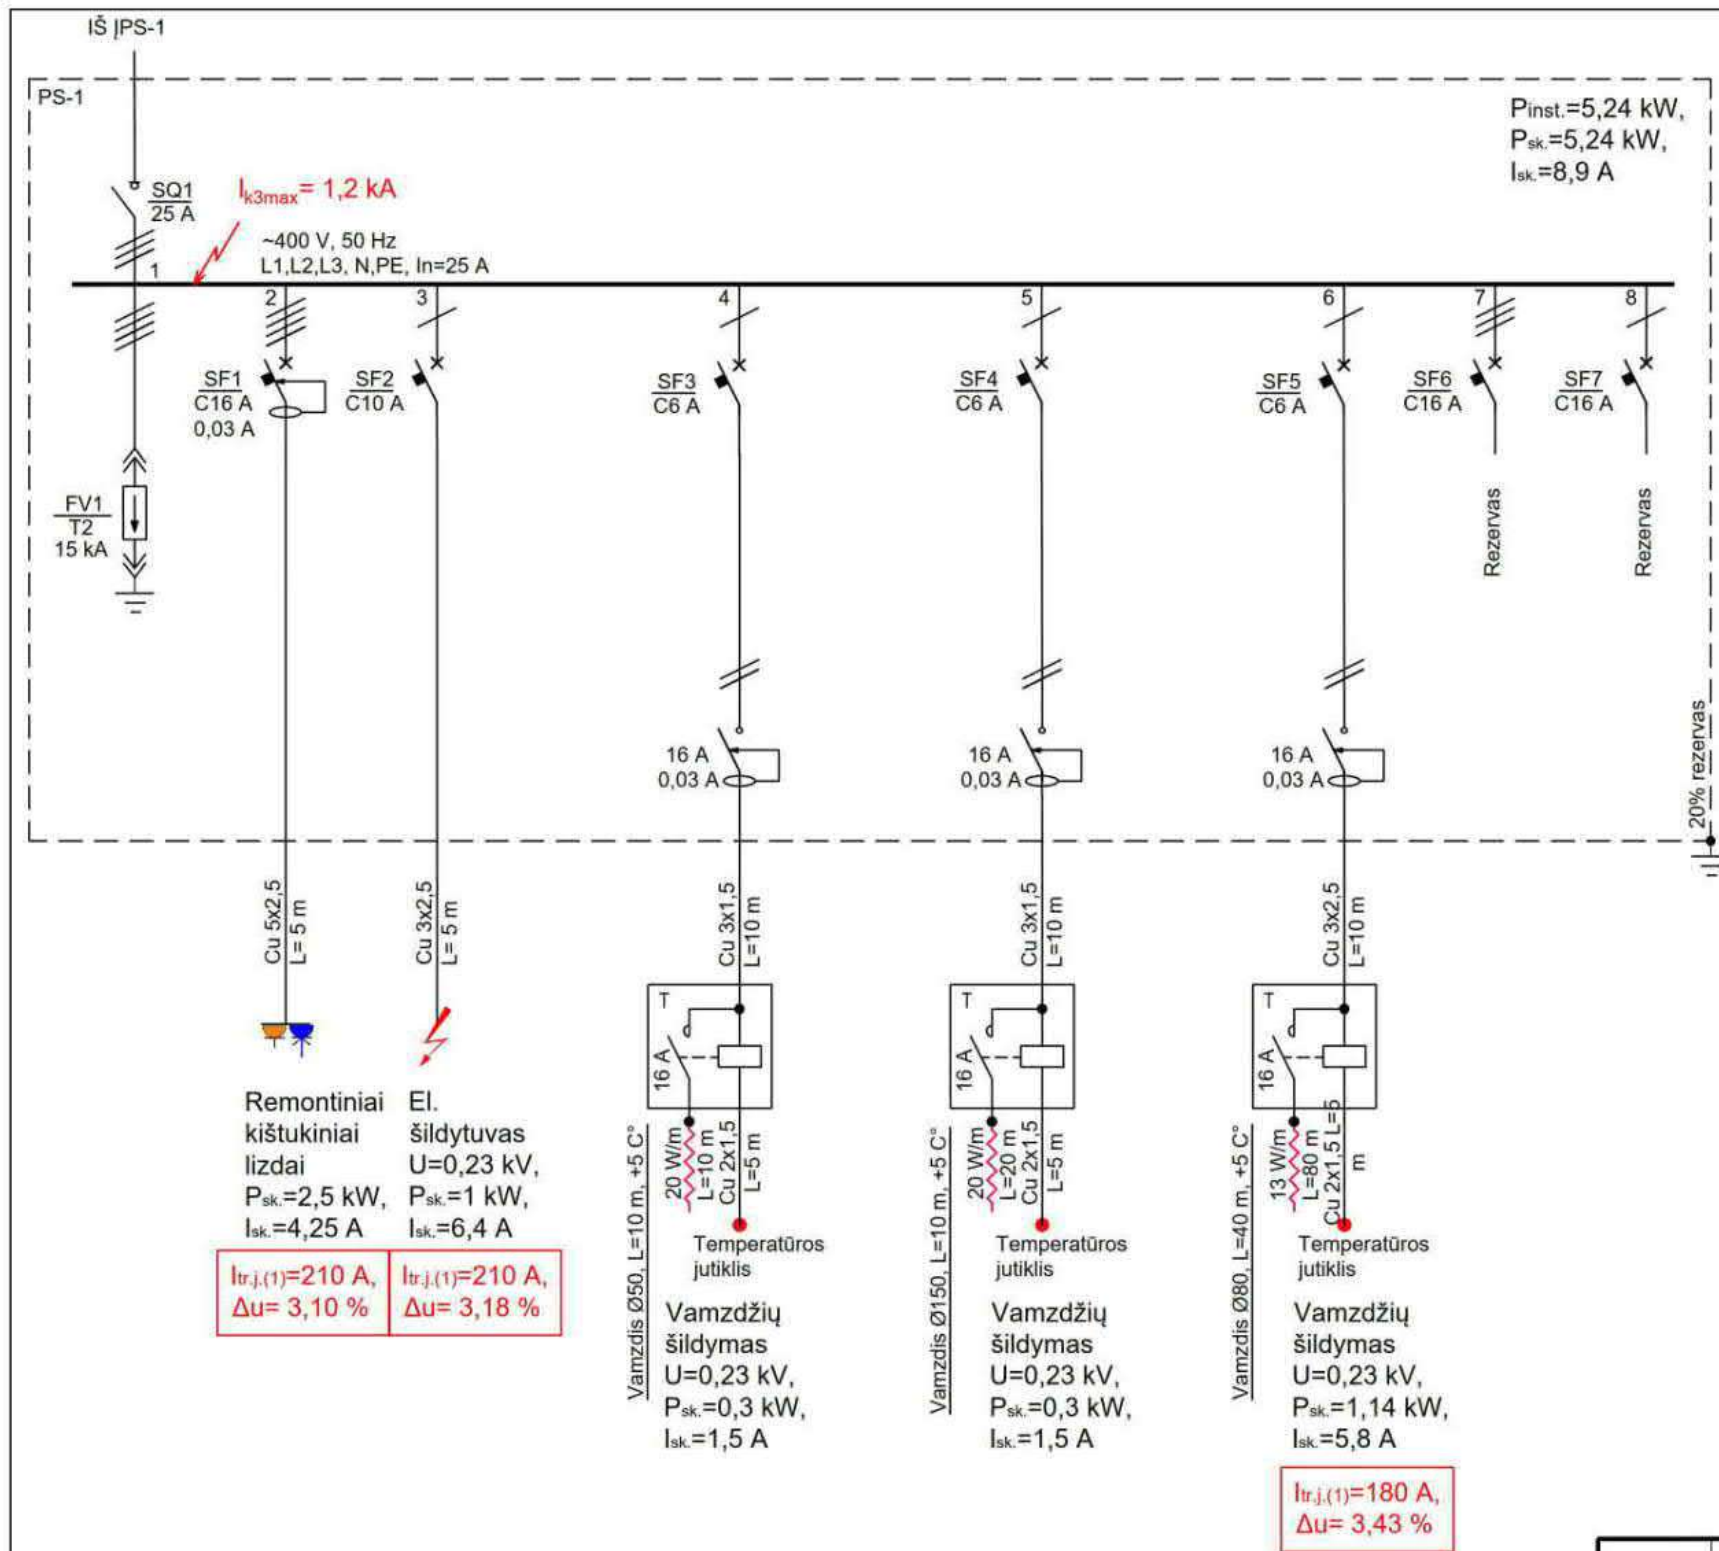 IŠ ĮPS-1
PS-1
Pinst.=5,24 kW,
Psk.=5,24 kW,
Isk.=8,9 A
SQ1
25 A
Ik3max= 1,2 kA
~400 V, 50 Hz
L1,L2,L3, N,PE, In=25 A
1
2
3
4
5
6
7
8
SF1
C16 A
0,03 A
SF2
C10 A
SF3
C6 A
SF4
C6 A
SF5
C6 A
SF6
C16 A
SF7
C16 A
FV1
T2
15 kA
Rezervas
Rezervas
16 A
0,03 A
16 A
0,03 A
16 A
0,03 A
20% rezervas
Cu 5x2,5
L= 5 m
Cu 3x2,5
L= 5 m
Cu 3x1,5
L=10 m
Cu 3x1,5
L=10 m
Cu 3x2,5
L=10 m
T
16 A
T
16 A
T
16 A
Remontiniai
kištukiniai
lizdai
Psk.=2,5 kW,
Isk.=4,25 A
Itr.j.(1)=210 A,
Δu= 3,10 %
El.
šildytuvas
U=0,23 kV,
Psk.=1 kW,
Isk.=6,4 A
Itr.j.(1)=210 A,
Δu= 3,18 %
Vamzdis Ø50, L=10 m, +5 C°
20 W/m
L=10 m
Cu 2x1,5
L=5 m
Temperatūros
jutiklis
Vamzdžių
šildymas
U=0,23 kV,
Psk.=0,3 kW,
Isk.=1,5 A
Vamzdis Ø150, L=10 m, +5 C°
20 W/m
L=20 m
Cu 2x1,5
L=5 m
Temperatūros
jutiklis
Vamzdžių
šildymas
U=0,23 kV,
Psk.=0,3 kW,
Isk.=1,5 A
Vamzdis Ø80, L=40 m, +5 C°
13 W/m
L=80 m
Cu 2x1,5 L=5
m
Temperatūros
jutiklis
Vamzdžių
šildymas
U=0,23 kV,
Psk.=1,14 kW,
Isk.=5,8 A
Itr.j.(1)=180 A,
Δu= 3,43 %